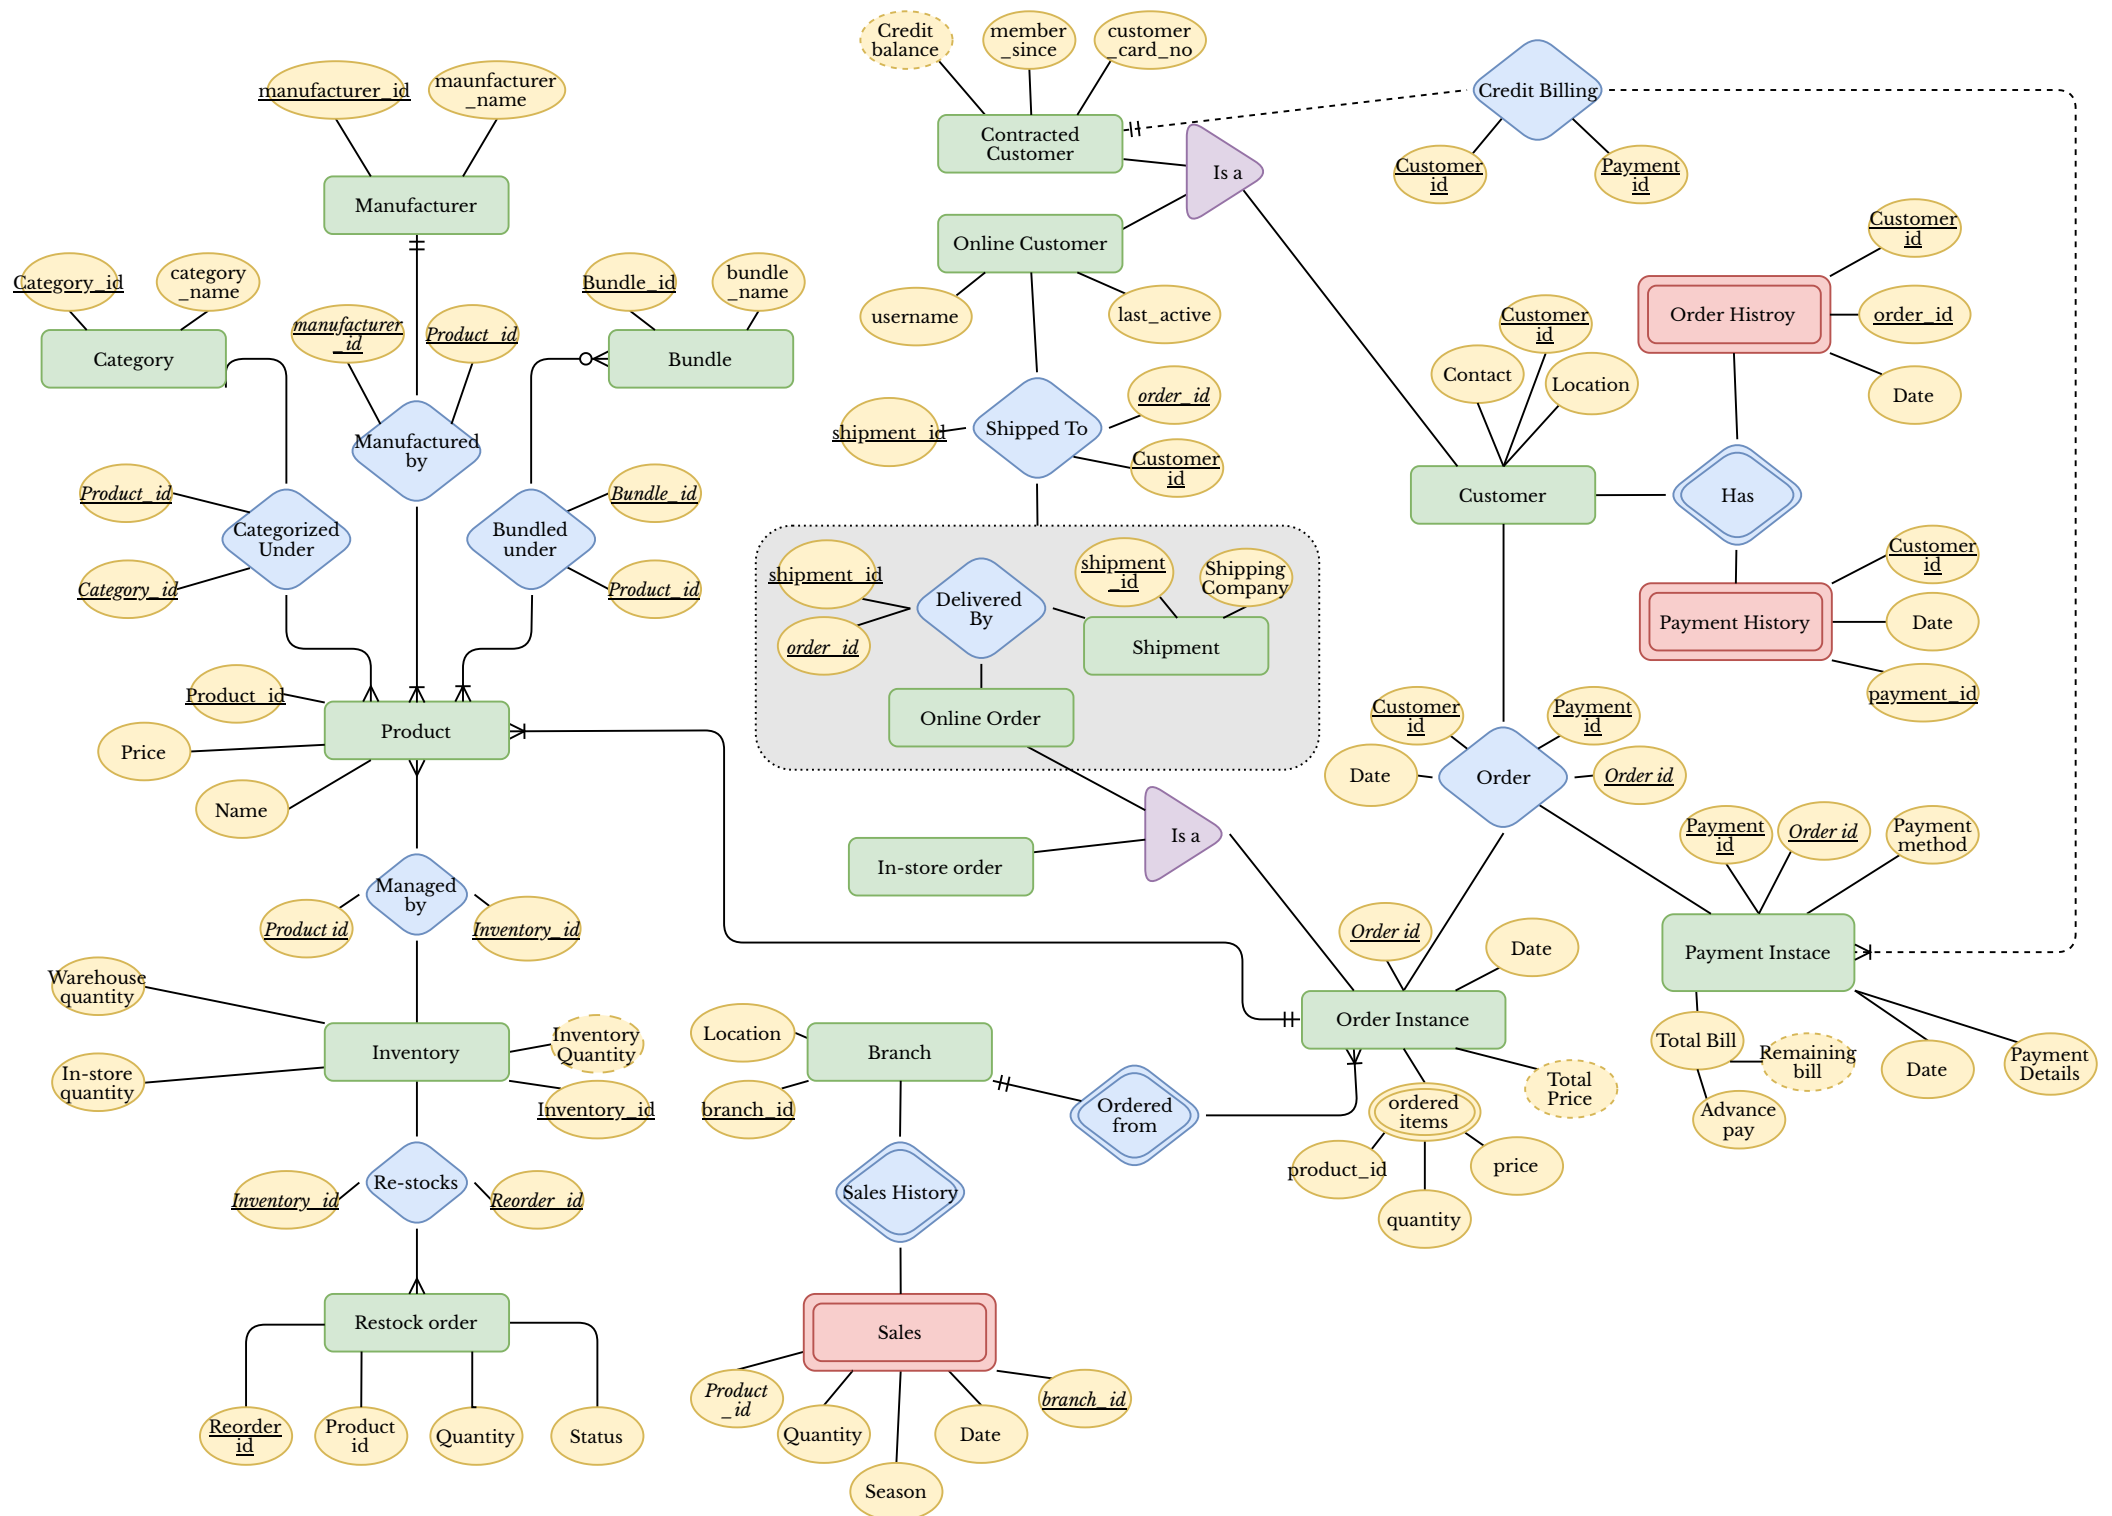 Credit
balance
member
_since
customer
_card_no
manufacturer_id
maunfacturer
_name
Credit Billing
Contracted
Customer
Is a
Customer
id
Payment
id
Manufacturer
Online Customer
Customer
id
Category_id
category
_name
Bundle_id
bundle
_name
username
last_active
Order Histroy
order_id
Date
manufacturer
_id
Product_id
Customer
id
Contact
Location
Category
Bundle
Manufactured
by
shipment_id
Shipped To
order_id
Customer
id
Customer
Has
Product_id
Categorized
Under
Category_id
Bundled
under
Bundle_id
Product_id
shipment_id
order_id
Delivered
By
shipment
_id
Shipping
Company
Shipment
Online Order
Customer
id
Payment History
Date
payment_id
Product_id
Price
Name
Product
Customer
id
Payment
id
Date
Order
Order id
Is a
In-store order
Payment
id
Order id
Payment
method
Managed
by
Product id
Inventory_id
Order id
Date
Payment Instace
Warehouse
quantity
In-store
quantity
Inventory
Inventory
Quantity
Inventory_id
Location
Branch
branch_id
Order Instance
Total Bill
Remaining
bill
Advance
pay
Date
Payment
Details
Ordered
from
ordered
items
Total
Price
product_id
price
quantity
Inventory_id
Re-stocks
Reorder_id
Sales History
Restock order
Sales
Reorder
id
Product
id
Quantity
Status
Product
_id
Quantity
Season
Date
branch_id